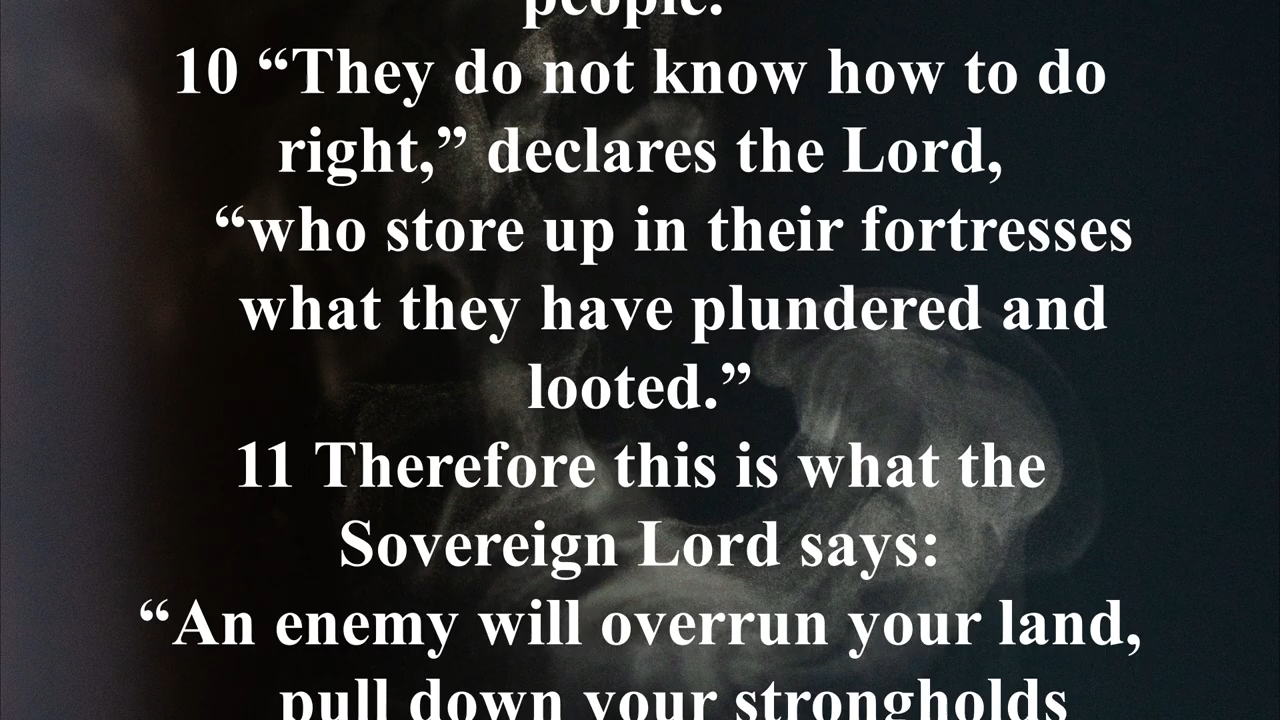 people.
10 “They do not know how to do
right,” declares the Lord,
“who store up in their fortresses
what they have plundered and
looted.”
11 Therefore this is what the
Sovereign Lord says:
“An enemy will overrun your land,
pull down your strongholds